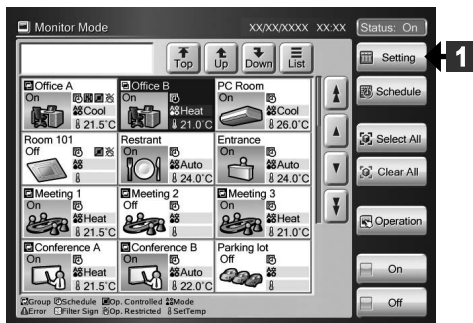 Monitor Mode XX/XX/XXXX XX:XX Status: On
Top Up Down List
Setting
1
Schedule
Select All
Clear All
Operation
On
Off
Office A
On
Cool
21.5°C
Office B
On
Heat
21.0°C
PC Room
On
Cool
26.0°C
Room 101
Off
Restrant
On
Auto
24.0°C
Entrance
On
Auto
24.0°C
Meeting 1
On
Heat
21.5°C
Meeting 2
Off
Meeting 3
On
Heat
21.0°C
Conference A
On
Heat
21.5°C
Conference B
On
Auto
22.0°C
Parking lot
Off
Group Schedule Op. Controlled Mode
Error Filter Sign Op. Restricted SetTemp